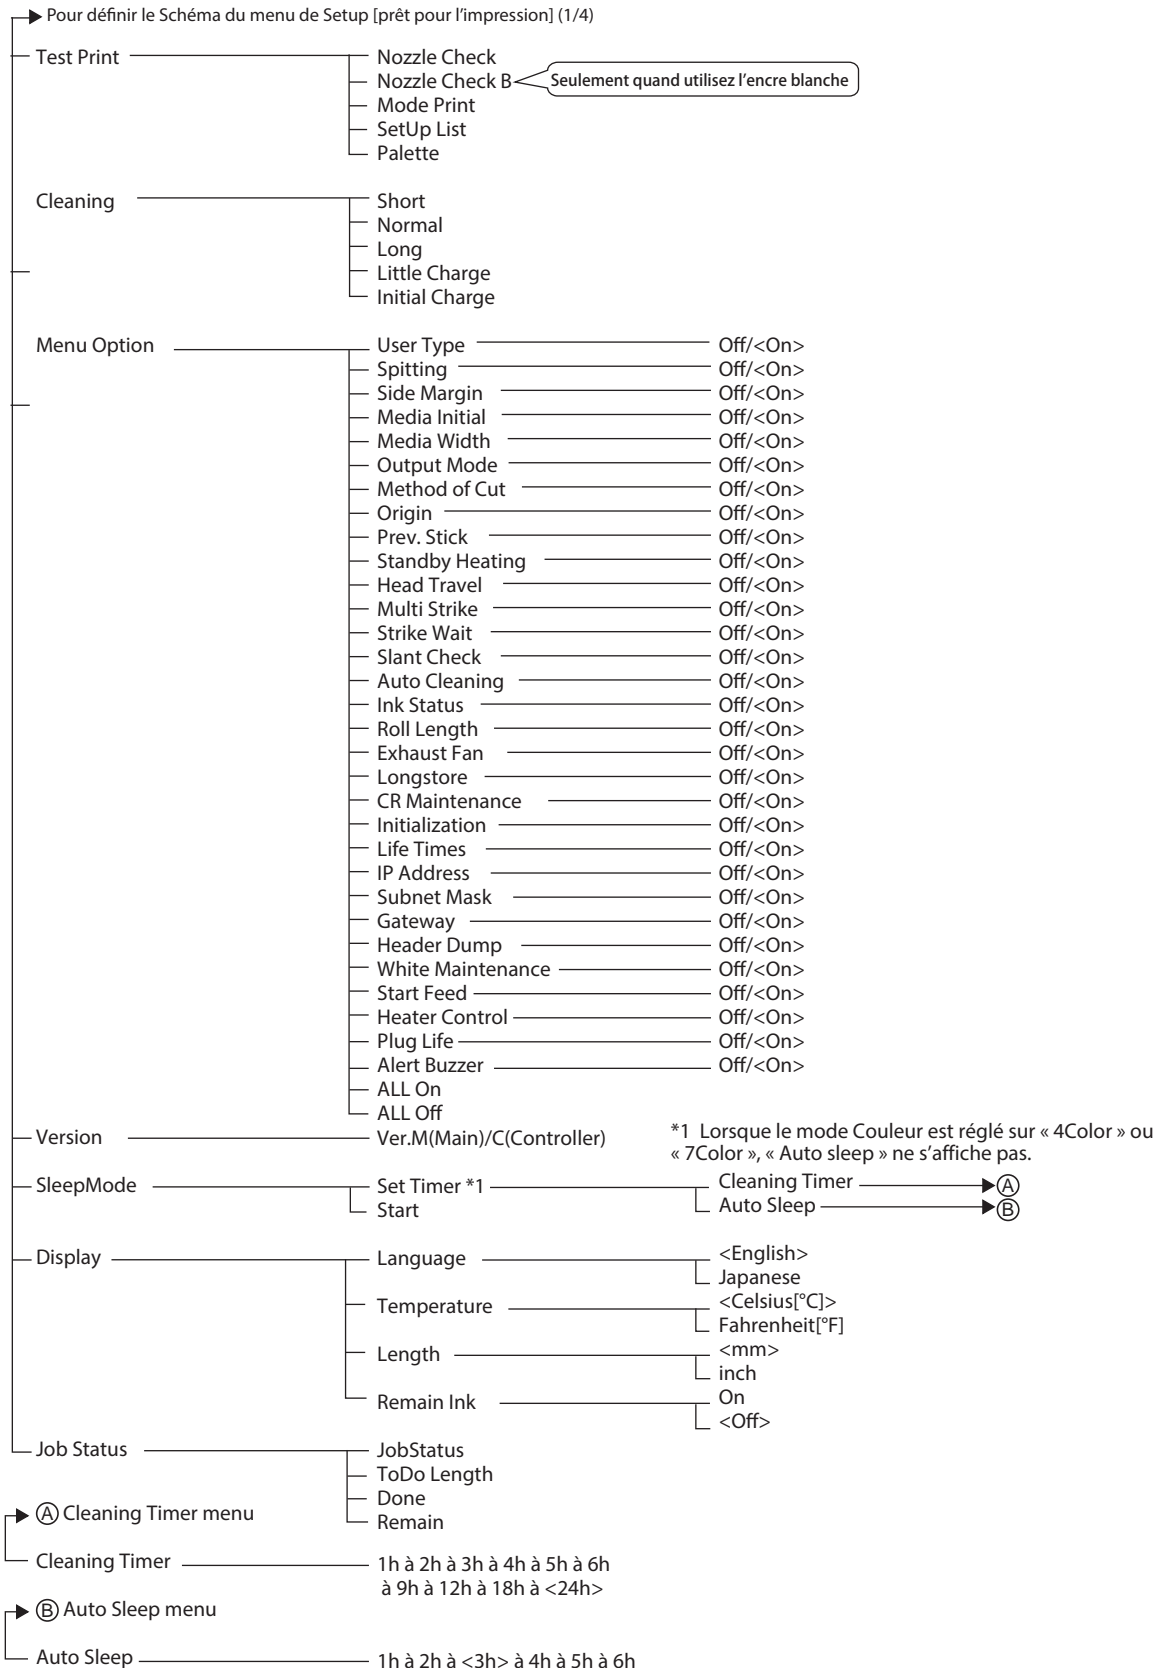 Pour définir le Schéma du menu de Setup [prêt pour l'impression] (1/4)
Test Print Nozzle Check
Nozzle Check B Seulement quand utilisez l'encre blanche
Mode Print
SetUp List
Palette
Cleaning Short
Normal
Long
Little Charge
Initial Charge
Menu Option User Type Off/<On>
Spitting Off/<On>
Side Margin Off/<On>
Media Initial Off/<On>
Media Width Off/<On>
Output Mode Off/<On>
Method of Cut Off/<On>
Origin Off/<On>
Prev. Stick Off/<On>
Standby Heating Off/<On>
Head Travel Off/<On>
Multi Strike Off/<On>
Strike Wait Off/<On>
Slant Check Off/<On>
Auto Cleaning Off/<On>
Ink Status Off/<On>
Roll Length Off/<On>
Exhaust Fan Off/<On>
Longstore Off/<On>
CR Maintenance Off/<On>
Initialization Off/<On>
Life Times Off/<On>
IP Address Off/<On>
Subnet Mask Off/<On>
Gateway Off/<On>
Header Dump Off/<On>
White Maintenance Off/<On>
Start Feed Off/<On>
Heater Control Off/<On>
Plug Life Off/<On>
Alert Buzzer Off/<On>
ALL On
ALL Off
Version Ver.M(Main)/C(Controller)
*1 Lorsque le mode Couleur est réglé sur « 4Color » ou
« 7Color », « Auto sleep » ne s'affiche pas.
SleepMode Set Timer *1 Cleaning Timer Ⓐ
Start Auto Sleep Ⓑ
Display Language <English>
Japanese
Temperature <Celsius[°C]>
Fahrenheit[°F]
Length <mm>
inch
Remain Ink On
<Off>
Job Status JobStatus
ToDo Length
Done
Remain
Ⓐ Cleaning Timer menu
Cleaning Timer 1h à 2h à 3h à 4h à 5h à 6h
à 9h à 12h à 18h à <24h>
Ⓑ Auto Sleep menu
Auto Sleep 1h à 2h à <3h> à 4h à 5h à 6h